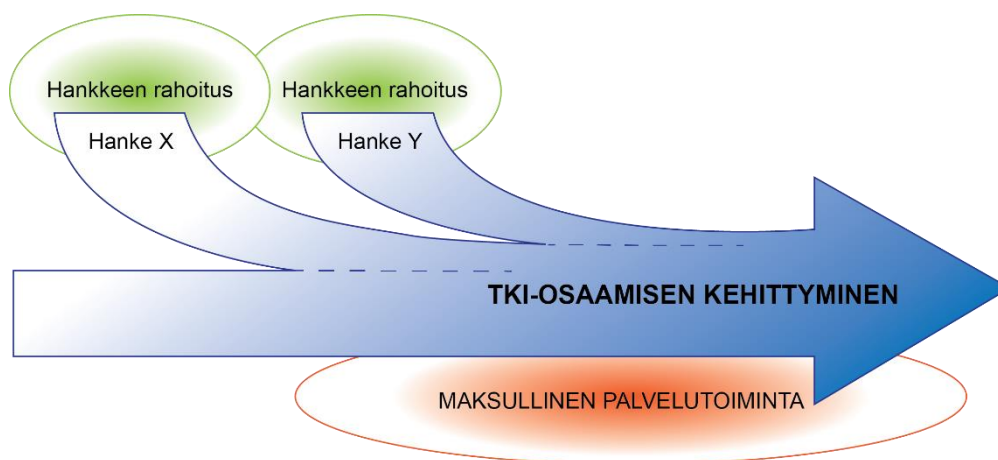 Hankkeen rahoitus
Hankkeen rahoitus
Hanke X
Hanke Y
TKI-OSAAMISEN KEHITTYMINEN
MAKSULLINEN PALVELUTOIMINTA